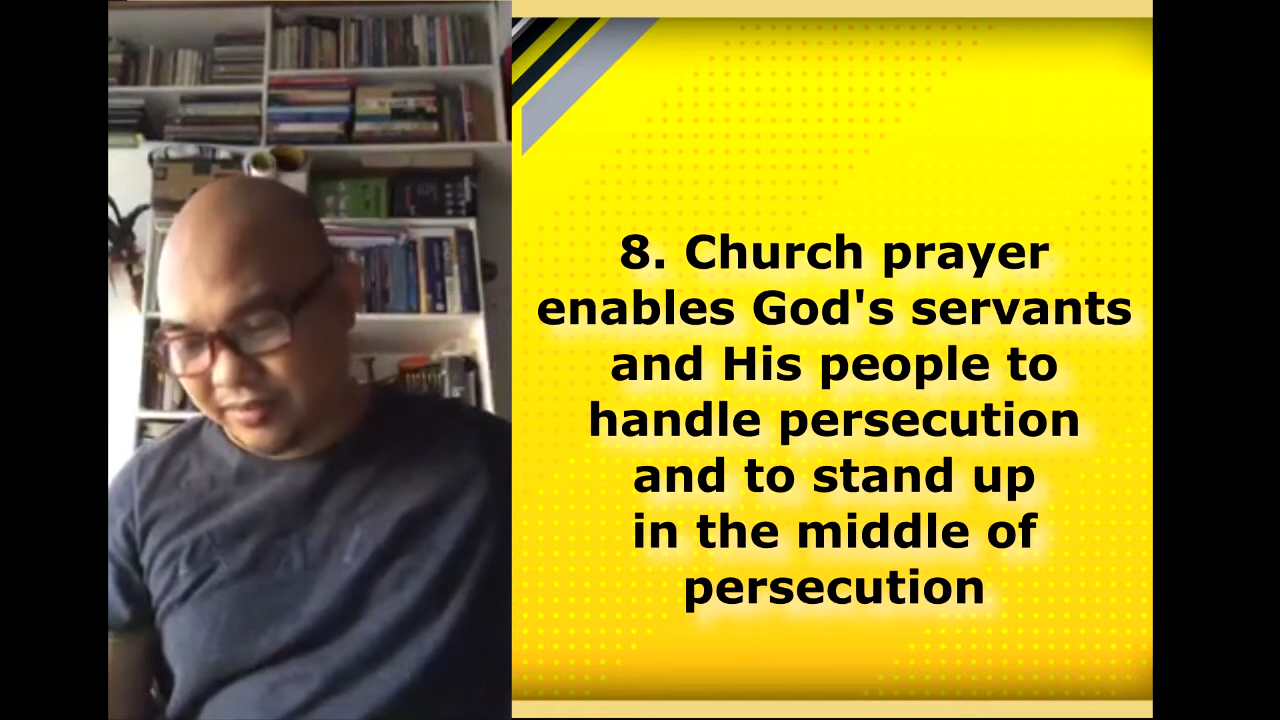 8. Church prayer
enables God's servants
and His people to
handle persecution
and to stand up
in the middle of
persecution